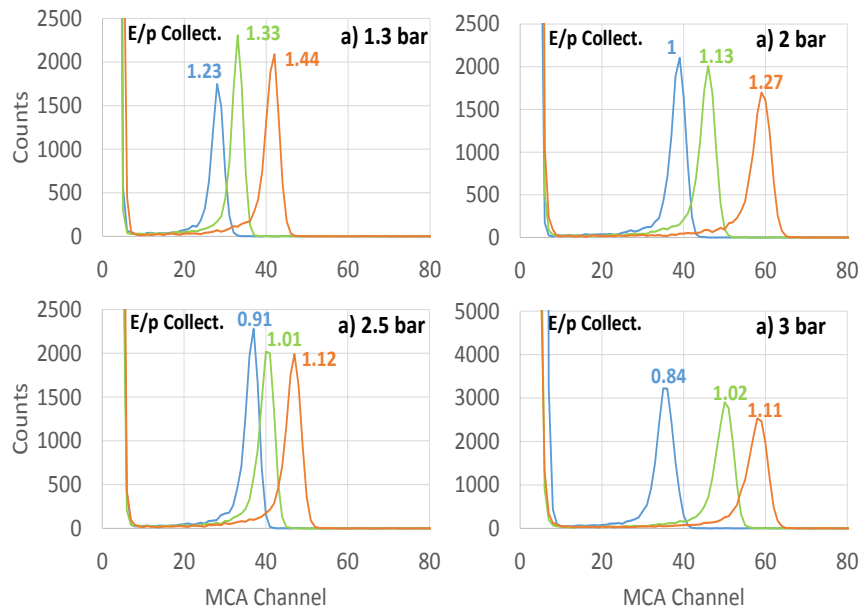 E/p Collect.
a) 1.3 bar
1.23
1.33
1.44
Counts
2500
2000
1500
1000
500
0
0 20 40 60 80
E/p Collect.
a) 2 bar
1
1.13
1.27
2500
2000
1500
1000
500
0
0 20 40 60 80
E/p Collect.
a) 2.5 bar
0.91
1.01
1.12
Counts
2500
2000
1500
1000
500
0
0 20 40 60 80
MCA Channel
E/p Collect.
a) 3 bar
0.84
1.02
1.11
5000
4000
3000
2000
1000
0
0 20 40 60 80
MCA Channel